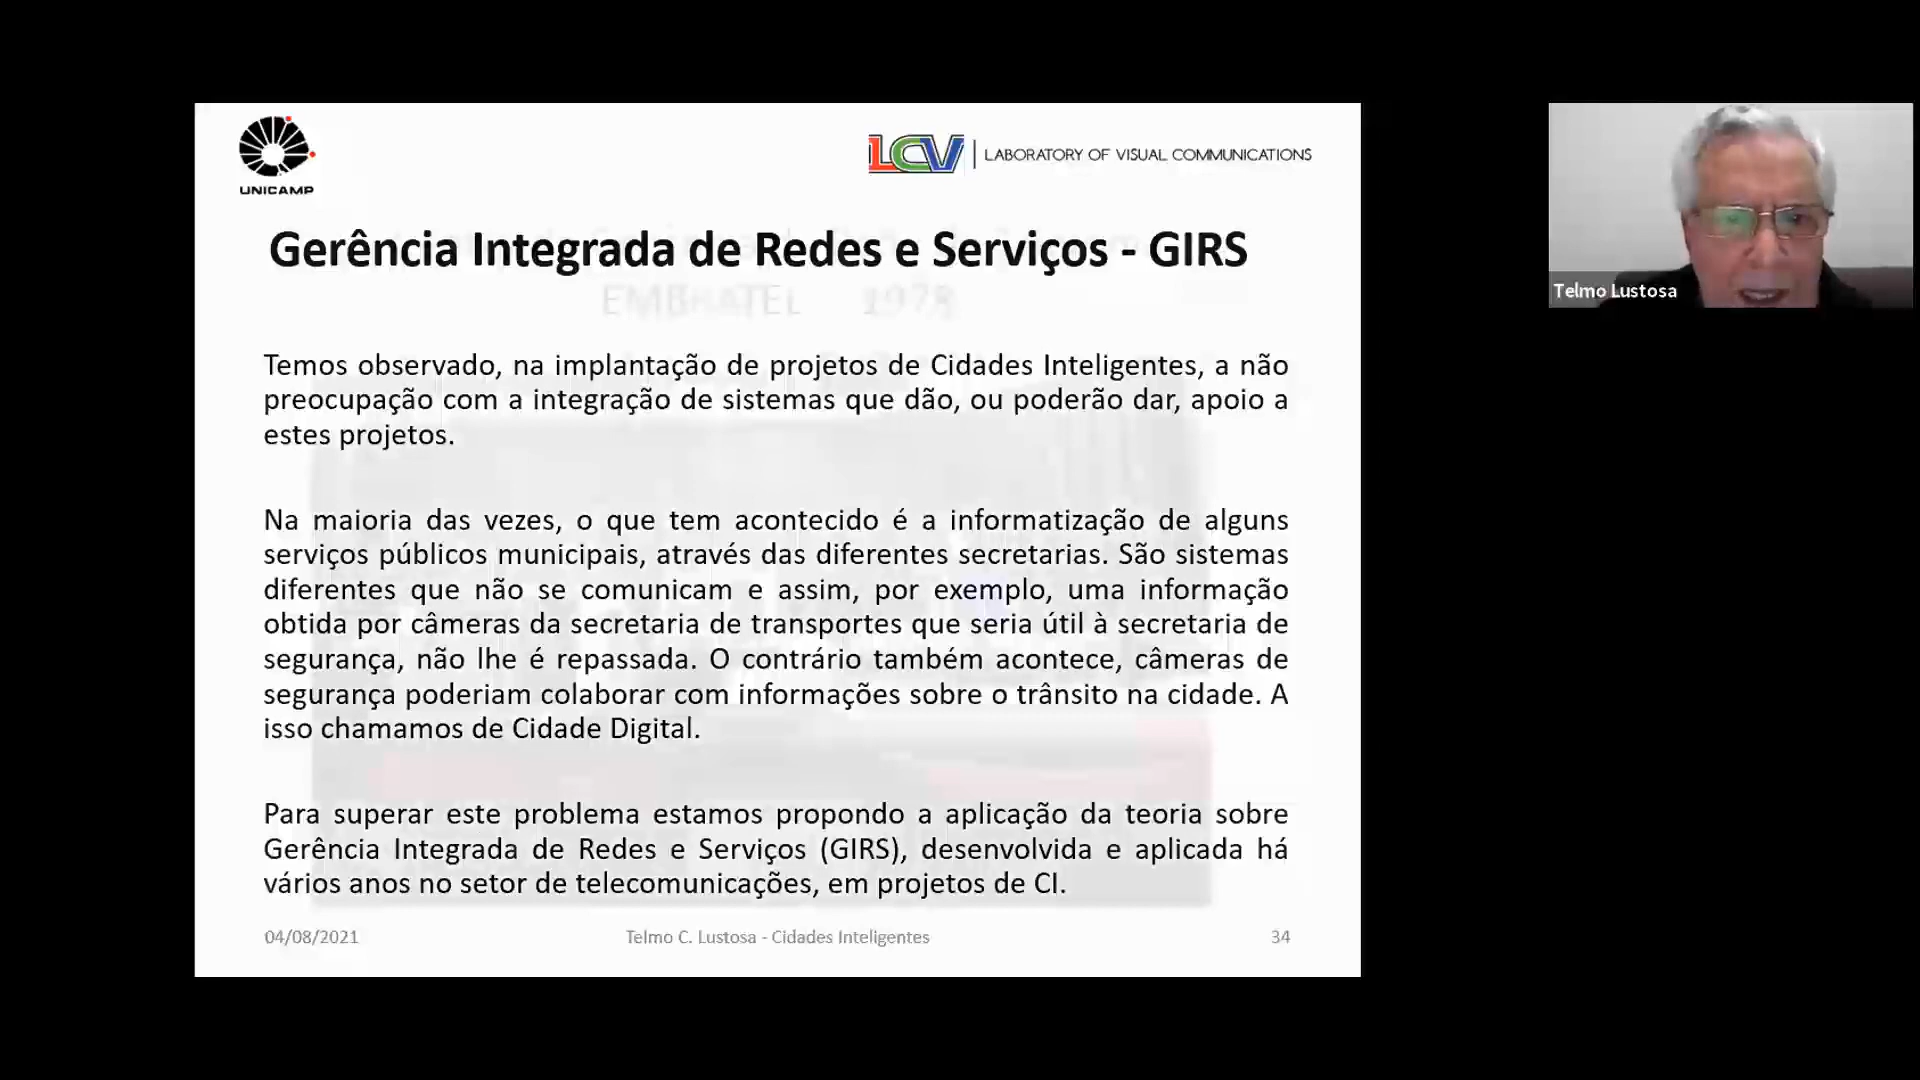 UNICAMP
LCV | LABORATORY OF VISUAL COMMUNICATIONS
Gerência Integrada de Redes e Serviços - GIRS
EMBRATEL 1978
Temos observado, na implantação de projetos de Cidades Inteligentes, a não
preocupação com a integração de sistemas que dão, ou poderão dar, apoio a
estes projetos.
Na maioria das vezes, o que tem acontecido é a informatização de alguns
serviços públicos municipais, através das diferentes secretarias. São sistemas
diferentes que não se comunicam e assim, por exemplo, uma informação
obtida por câmeras da secretaria de transportes que seria útil à secretaria de
segurança, não lhe é repassada. O contrário também acontece, câmeras de
segurança poderiam colaborar com informações sobre o trânsito na cidade. A
isso chamamos de Cidade Digital.
Para superar este problema estamos propondo a aplicação da teoria sobre
Gerência Integrada de Redes e Serviços (GIRS), desenvolvida e aplicada há
vários anos no setor de telecomunicações, em projetos de CI.
04/08/2021 Telmo C. Lustosa - Cidades Inteligentes 34
Telmo Lustosa